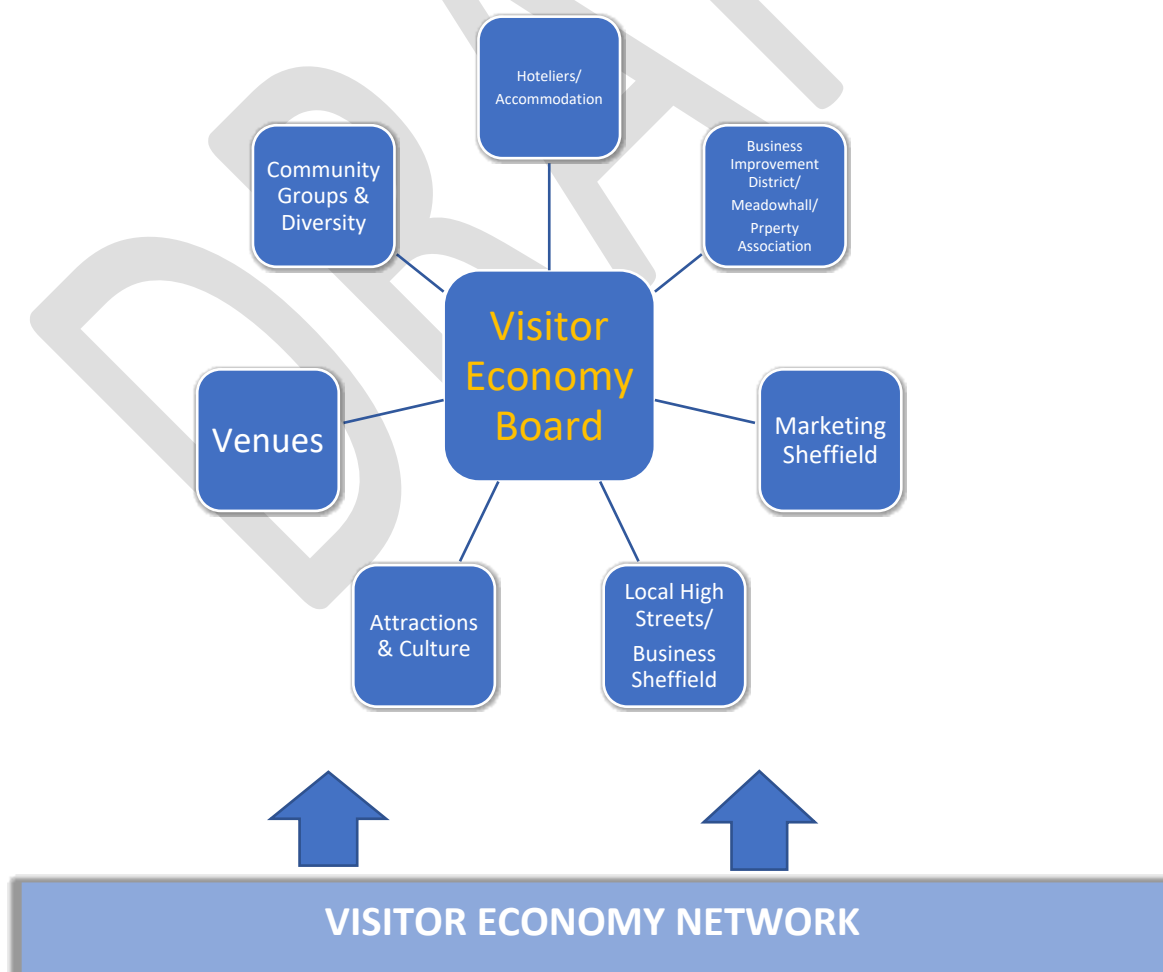 Hoteliers/
Accommodation
Community
Groups &
Diversity
Business
Improvement
District/
Meadowhall/
Prperty
Association
Visitor
Economy
Board
Venues
Marketing
Sheffield
Attractions
& Culture
Local High
Streets/
Business
Sheffield
VISITOR ECONOMY NETWORK
DRA